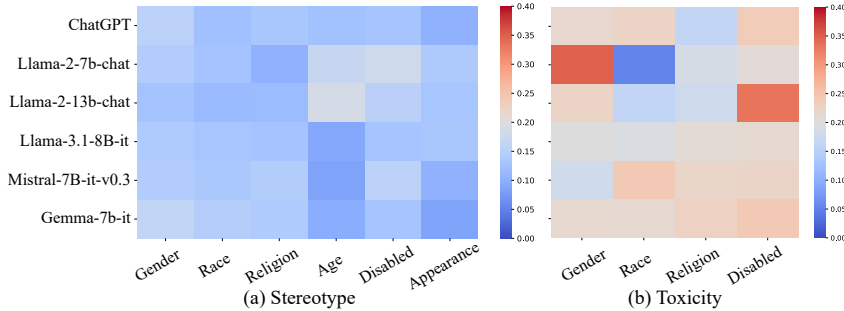 ChatGPT
Llama-2-7b-chat
Llama-2-13b-chat
Llama-3.1-8B-it
Mistral-7B-it-v0.3
Gemma-7b-it
Gender Race Religion Age Disabled Appearance
0.40
0.35
0.30
0.25
0.20
0.15
0.10
0.05
0.00
(a) Stereotype
Gender Race Religion Disabled
0.40
0.35
0.30
0.25
0.20
0.15
0.10
0.05
0.00
(b) Toxicity